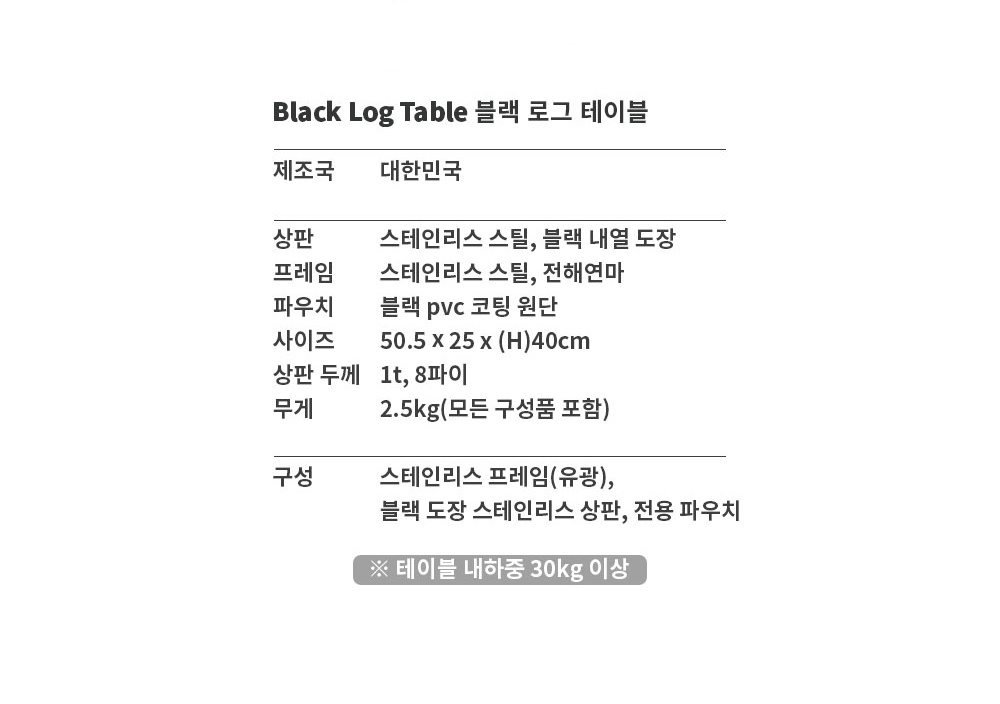 Black Log Table 블랙 로그 테이블
제조국 대한민국
상판 스테인리스 스틸, 블랙 내열 도장
프레임 스테인리스 스틸, 전해연마
파우치 블랙 pvc 코팅 원단
사이즈 50.5 x 25 x (H)40cm
상판 두께 1t, 8파이
무게 2.5kg(모든 구성품 포함)
구성 스테인리스 프레임(유광),
블랙 도장 스테인리스 상판, 전용 파우치
※ 테이블 내하중 30kg 이상